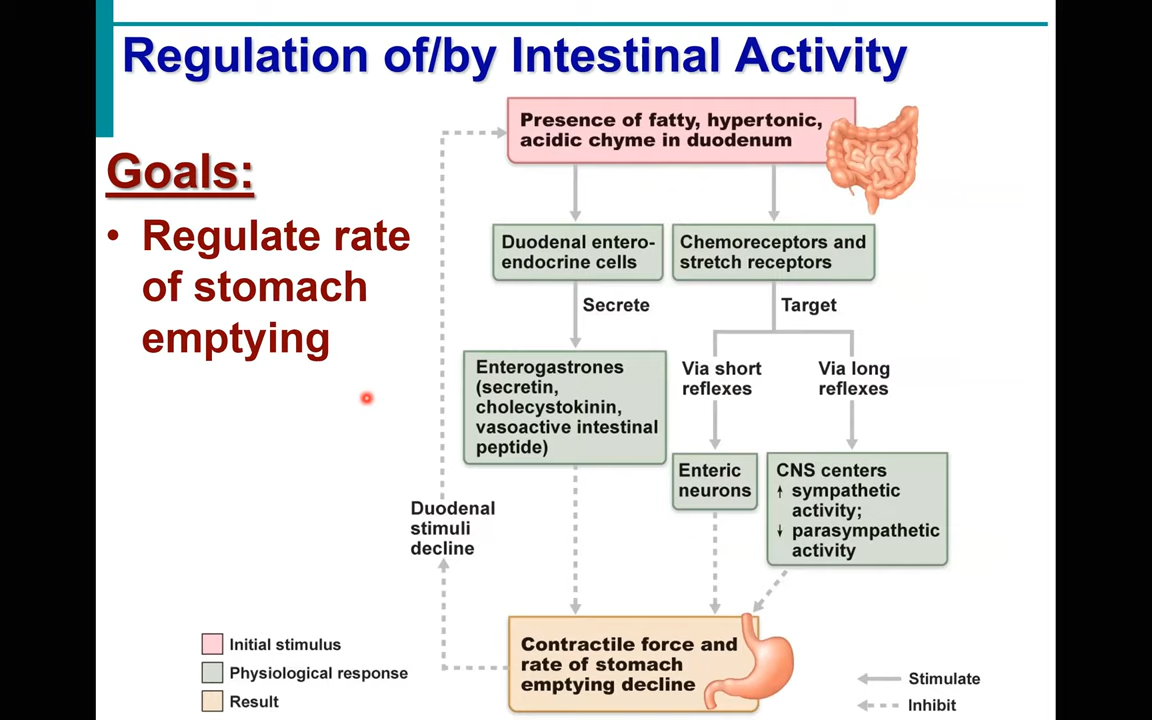 Regulation of/by Intestinal Activity
Goals:
• Regulate rate
of stomach
emptying
Presence of fatty, hypertonic,
acidic chyme in duodenum
Duodenal entero-
endocrine cells
Chemoreceptors and
stretch receptors
Secrete
Target
Enterogastrones
(secretin,
cholecystokinin,
vasoactive intestinal
peptide)
Via short
reflexes
Via long
reflexes
Enteric
neurons
CNS centers
↑ sympathetic
activity;
↓ parasympathetic
activity
Duodenal
stimuli
decline
Contractile force and
rate of stomach
emptying decline
Initial stimulus
Physiological response
Result
Stimulate
Inhibit